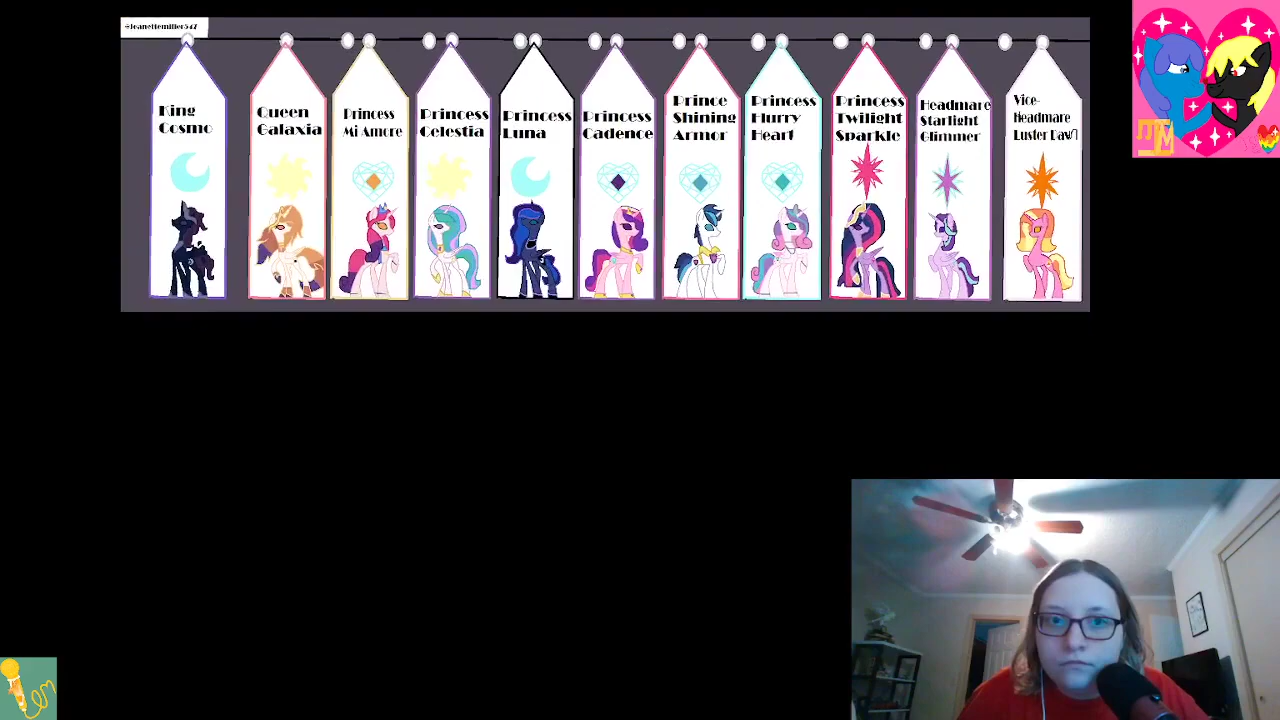 @Jeanettemiller547
King
Cosmo
Queen
Galaxia
Princess
Mi Amore
Princess
Celestia
Princess
Luna
Princess
Cadence
Prince
Shining
Armor
Princess
Flurry
Heart
Princess
Twilight
Sparkle
Headmare
Starlight
Glimmer
Vice-
Headmare
Luster Dawn